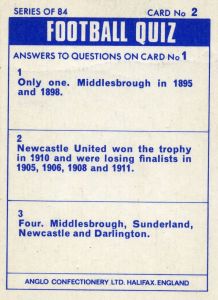 SERIES OF 84 CARD No 2
FOOTBALL QUIZ
ANSWERS TO QUESTIONS ON CARD No 1
1
Only one. Middlesbrough in 1895
and 1898.
2
Newcastle United won the trophy
in 1910 and were losing finalists in
1905, 1906, 1908 and 1911.
3
Four. Middlesbrough, Sunderland,
Newcastle and Darlington.
ANGLO CONFECTIONERY LTD. HALIFAX. ENGLAND